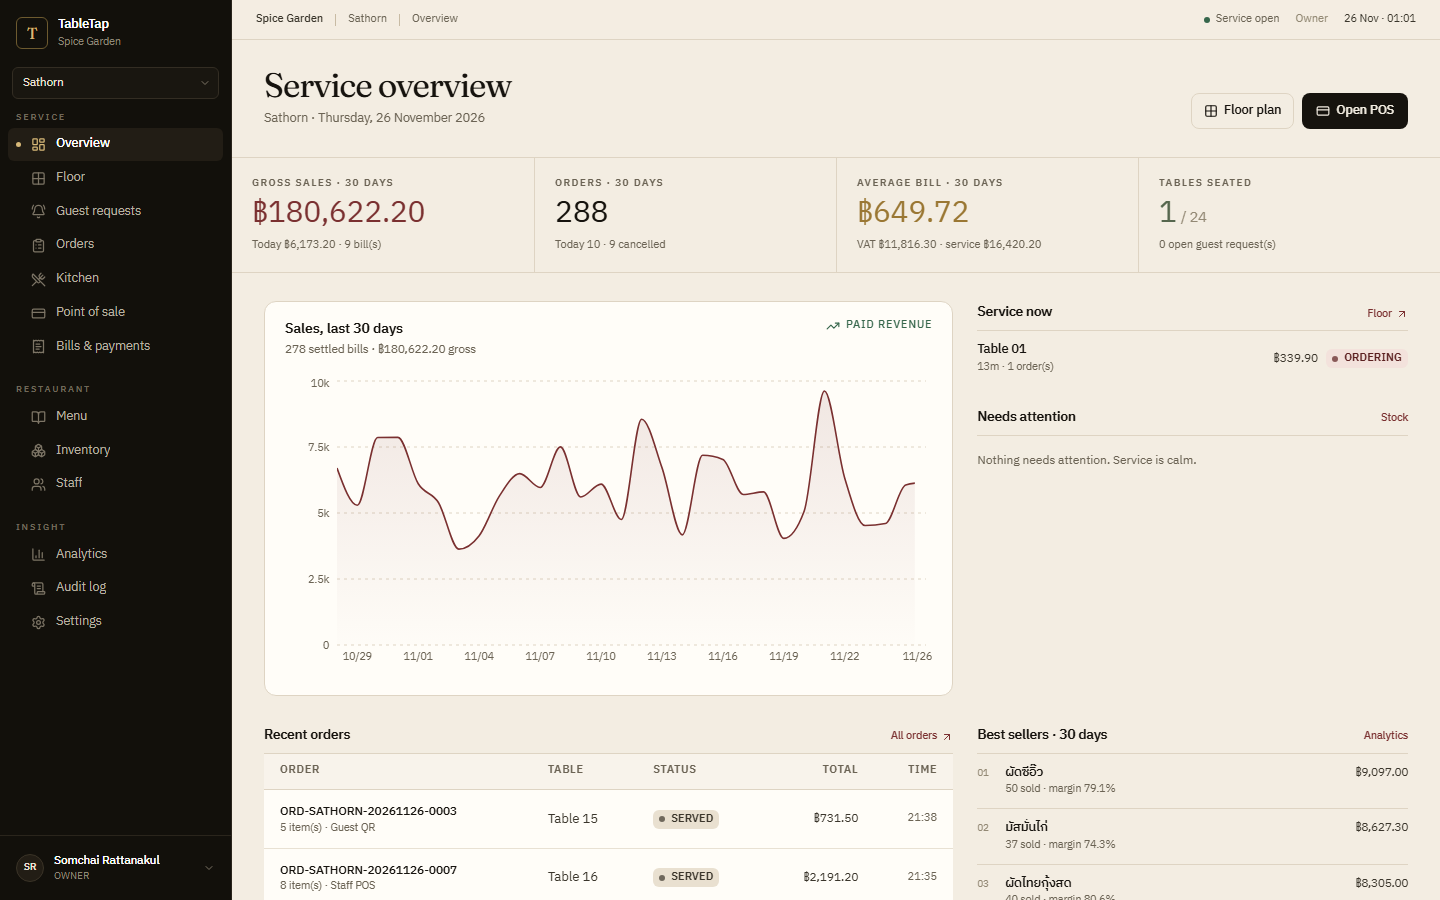 T
TableTap
Spice Garden
Sathorn
SERVICE
Overview
Floor
Guest requests
Orders
Kitchen
Point of sale
Bills & payments
RESTAURANT
Menu
Inventory
Staff
INSIGHT
Analytics
Audit log
Settings
SR
Somchai Rattanakul
OWNER
Spice Garden
Sathorn
Overview
Service open
Owner
26 Nov · 01:01
Service overview
Sathorn · Thursday, 26 November 2026
Floor plan
Open POS
GROSS SALES · 30 DAYS
฿180,622.20
Today ฿6,173.20 · 9 bill(s)
ORDERS · 30 DAYS
288
Today 10 · 9 cancelled
AVERAGE BILL · 30 DAYS
฿649.72
VAT ฿11,816.30 · service ฿16,420.20
TABLES SEATED
1 / 24
0 open guest request(s)
Sales, last 30 days
278 settled bills · ฿180,622.20 gross
PAID REVENUE
10k
7.5k
5k
2.5k
0
10/29 11/01 11/04 11/07 11/10 11/13 11/16 11/19 11/22 11/26
Service now
Floor
Table 01
13m · 1 order(s)
฿339.90
ORDERING
Needs attention
Stock
Nothing needs attention. Service is calm.
Recent orders
All orders
ORDER TABLE STATUS TOTAL TIME
ORD-SATHORN-20261126-0003
5 item(s) · Guest QR
Table 15
SERVED
฿731.50
21:38
ORD-SATHORN-20261126-0007
8 item(s) · Staff POS
Table 16
SERVED
฿2,191.20
21:35
Best sellers · 30 days
Analytics
01
ผัดซีอิ๊ว
50 sold · margin 79.1%
฿9,097.00
02
มัสมั่นไก่
37 sold · margin 74.3%
฿8,627.30
03
ผัดไทยกุ้งสด
40 sold · margin 80.6%
฿8,305.00